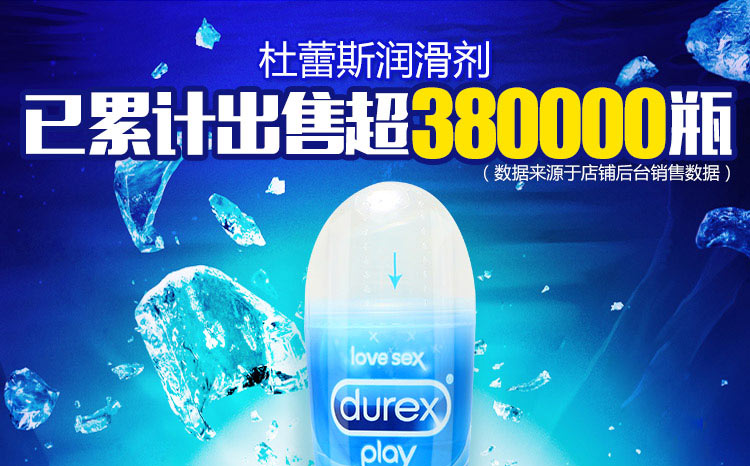 杜蕾斯润滑剂
已累计出售超380000瓶
（数据来源于店铺后台销售数据）
love sex
durex®
play